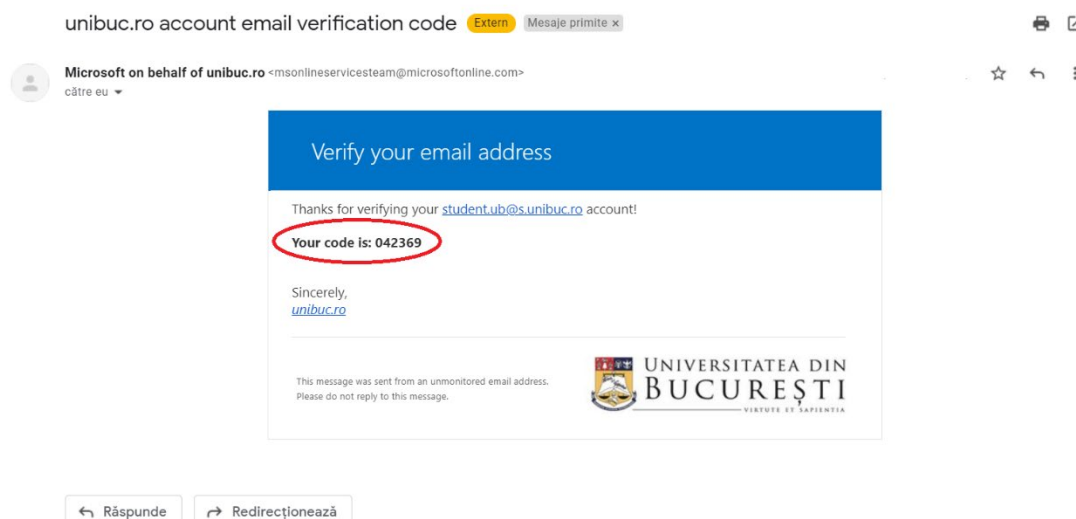 unibuc.ro account email verification code Extern Mesaje primite ×
Microsoft on behalf of unibuc.ro <msonlineservicesteam@microsoftonline.com>
către eu
Verify your email address
Thanks for verifying your student.ub@s.unibuc.ro account!
Your code is: 042369
Sincerely,
unibuc.ro
This message was sent from an unmonitored email address.
Please do not reply to this message.
UNIVERSITATEA DIN
BUCUREȘTI
VIRTUTE ET SAPIENTIA
Răspunde Redirecționează